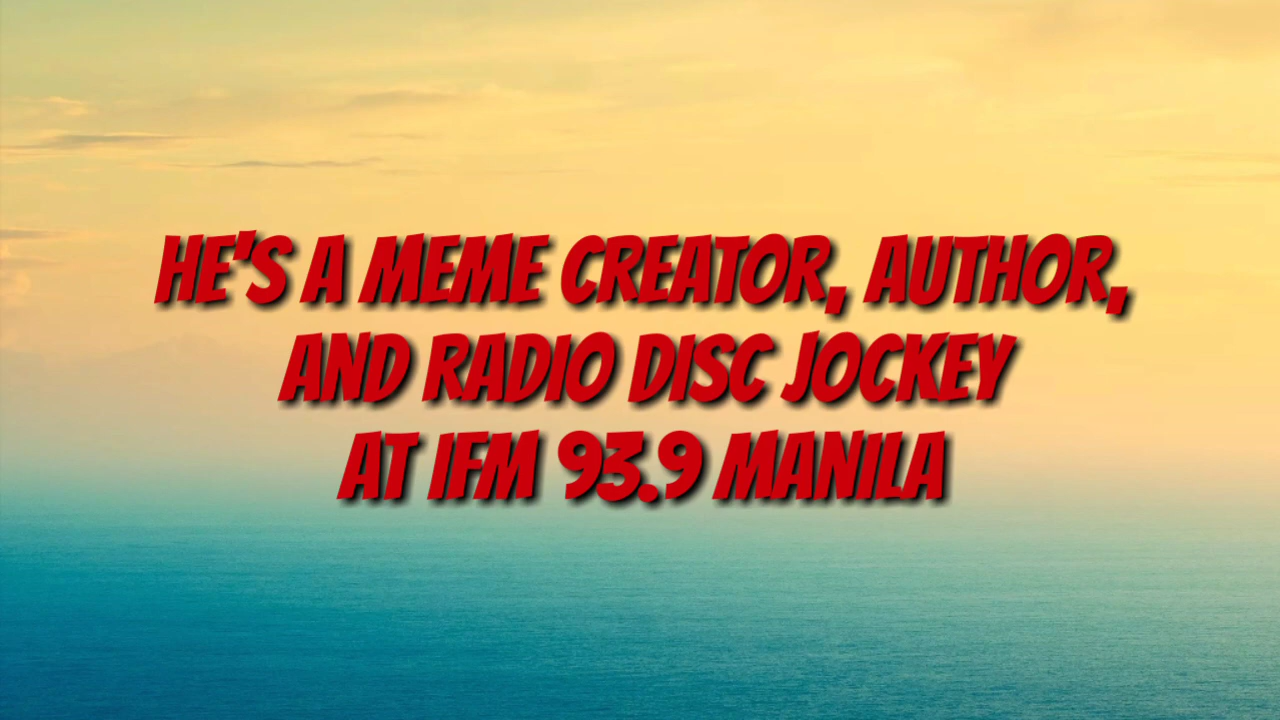 HE'S A MEME CREATOR, AUTHOR,
AND RADIO DISC JOCKEY
AT IFM 93.9 MANILA